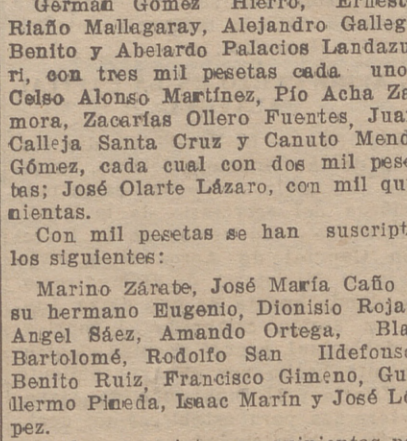 Germán Gómez Hierro, Ernest
Riaño Mallagaray, Alejandro Galleg
Benito y Abelardo Palacios Landazu
ri, con tres mil pesetas cada uno
Celso Alonso Martínez, Pío Acha Za
mora, Zacarías Ollero Fuentes, Jua
Calleja Santa Cruz y Canuto Mend
Gómez, cada cual con dos mil pese
tas; José Olarte Lázaro, con mil qu
nientas.
Con mil pesetas se han suscript
los siguientes:
Marino Zárate, José María Caño
su hermano Eugenio, Dionisio Roja
Angel Sáez, Amando Ortega, Bla
Bartolomé, Rodolfo San Ildefons
Benito Ruiz, Francisco Gimeno, Gu
llermo Pineda, Isaac Marín y José Ló
pez.